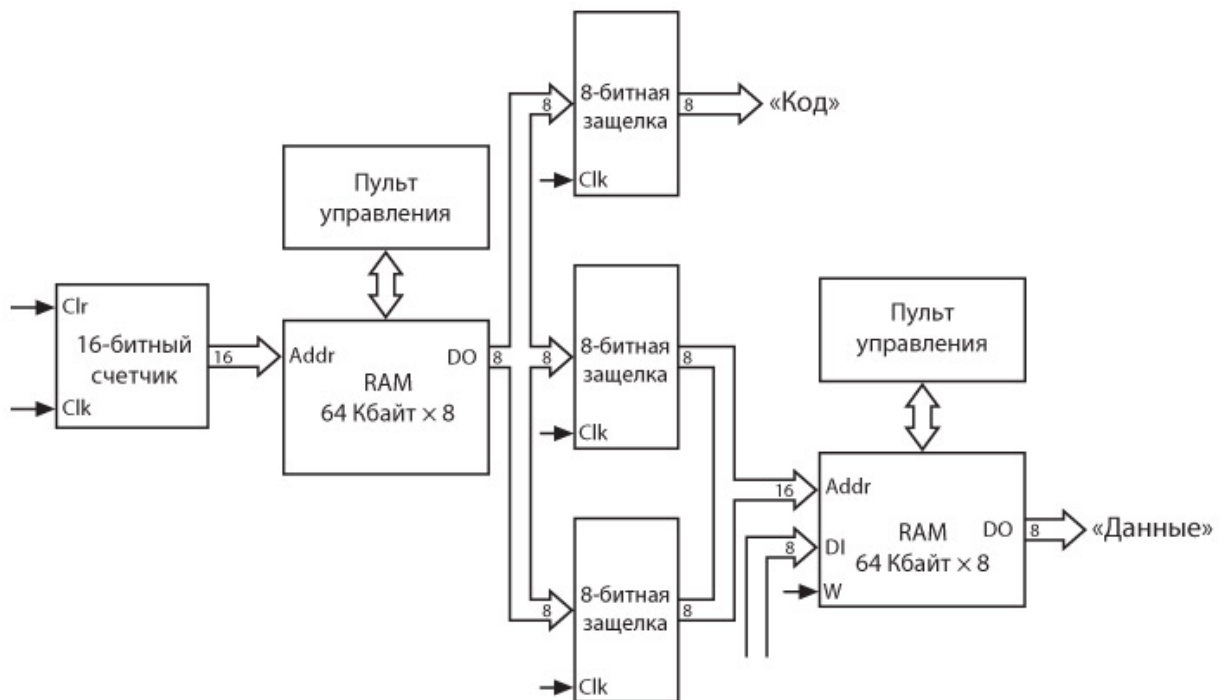 8-битная
защелка
8
8
«Код»
Clk
Пульт
управления
Clr
16-битный
счетчик
Clk
16
Addr
DO
RAM
64 Кбайт × 8
8
8
8-битная
защелка
8
Clk
Пульт
управления
16
Addr
8
DI
W
RAM
64 Кбайт × 8
DO
8
«Данные»
8
8-битная
защелка
8
Clk